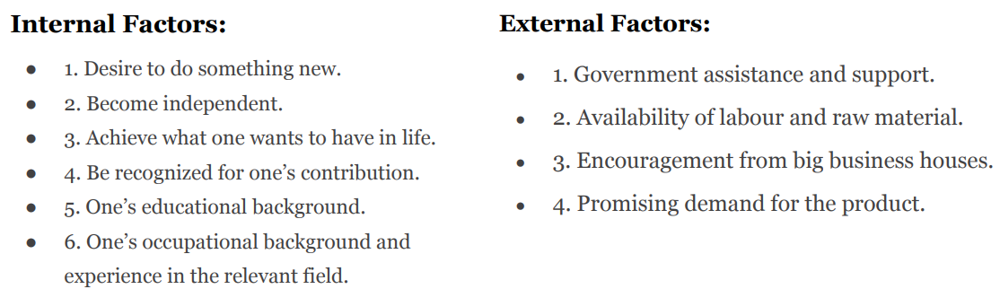 Internal Factors:
● 1. Desire to do something new.
● 2. Become independent.
● 3. Achieve what one wants to have in life.
● 4. Be recognized for one’s contribution.
● 5. One’s educational background.
● 6. One’s occupational background and
experience in the relevant field.
External Factors:
• 1. Government assistance and support.
• 2. Availability of labour and raw material.
• 3. Encouragement from big business houses.
• 4. Promising demand for the product.